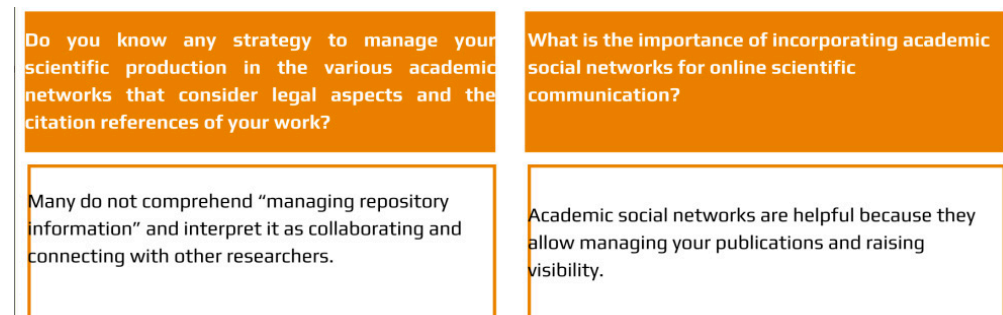 Do you know any strategy to manage your
scientific production in the various academic
networks that consider legal aspects and the
citation references of your work?
What is the importance of incorporating academic
social networks for online scientific
communication?
Many do not comprehend “managing repository
information” and interpret it as collaborating and
connecting with other researchers.
Academic social networks are helpful because they
allow managing your publications and raising
visibility.